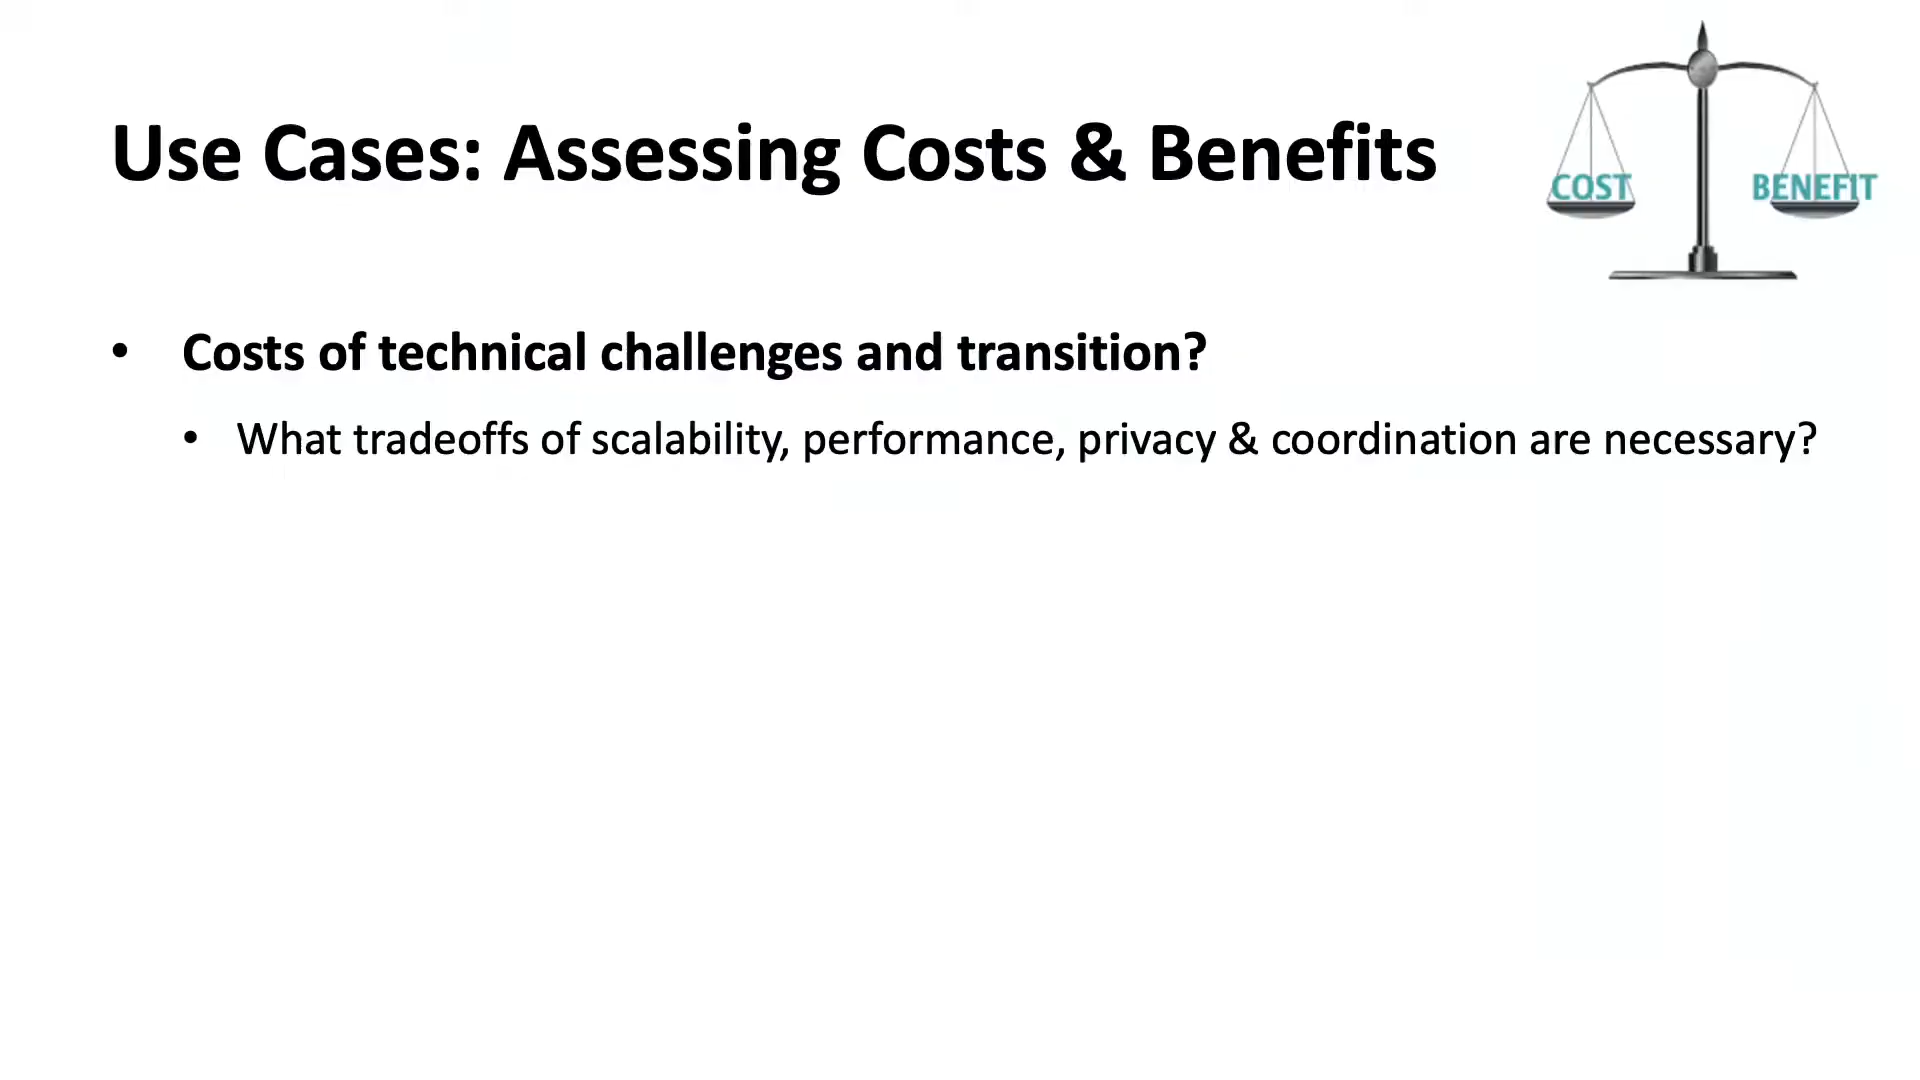 Use Cases: Assessing Costs & Benefits
COST
BENEFIT
• Costs of technical challenges and transition?
• What tradeoffs of scalability, performance, privacy & coordination are necessary?